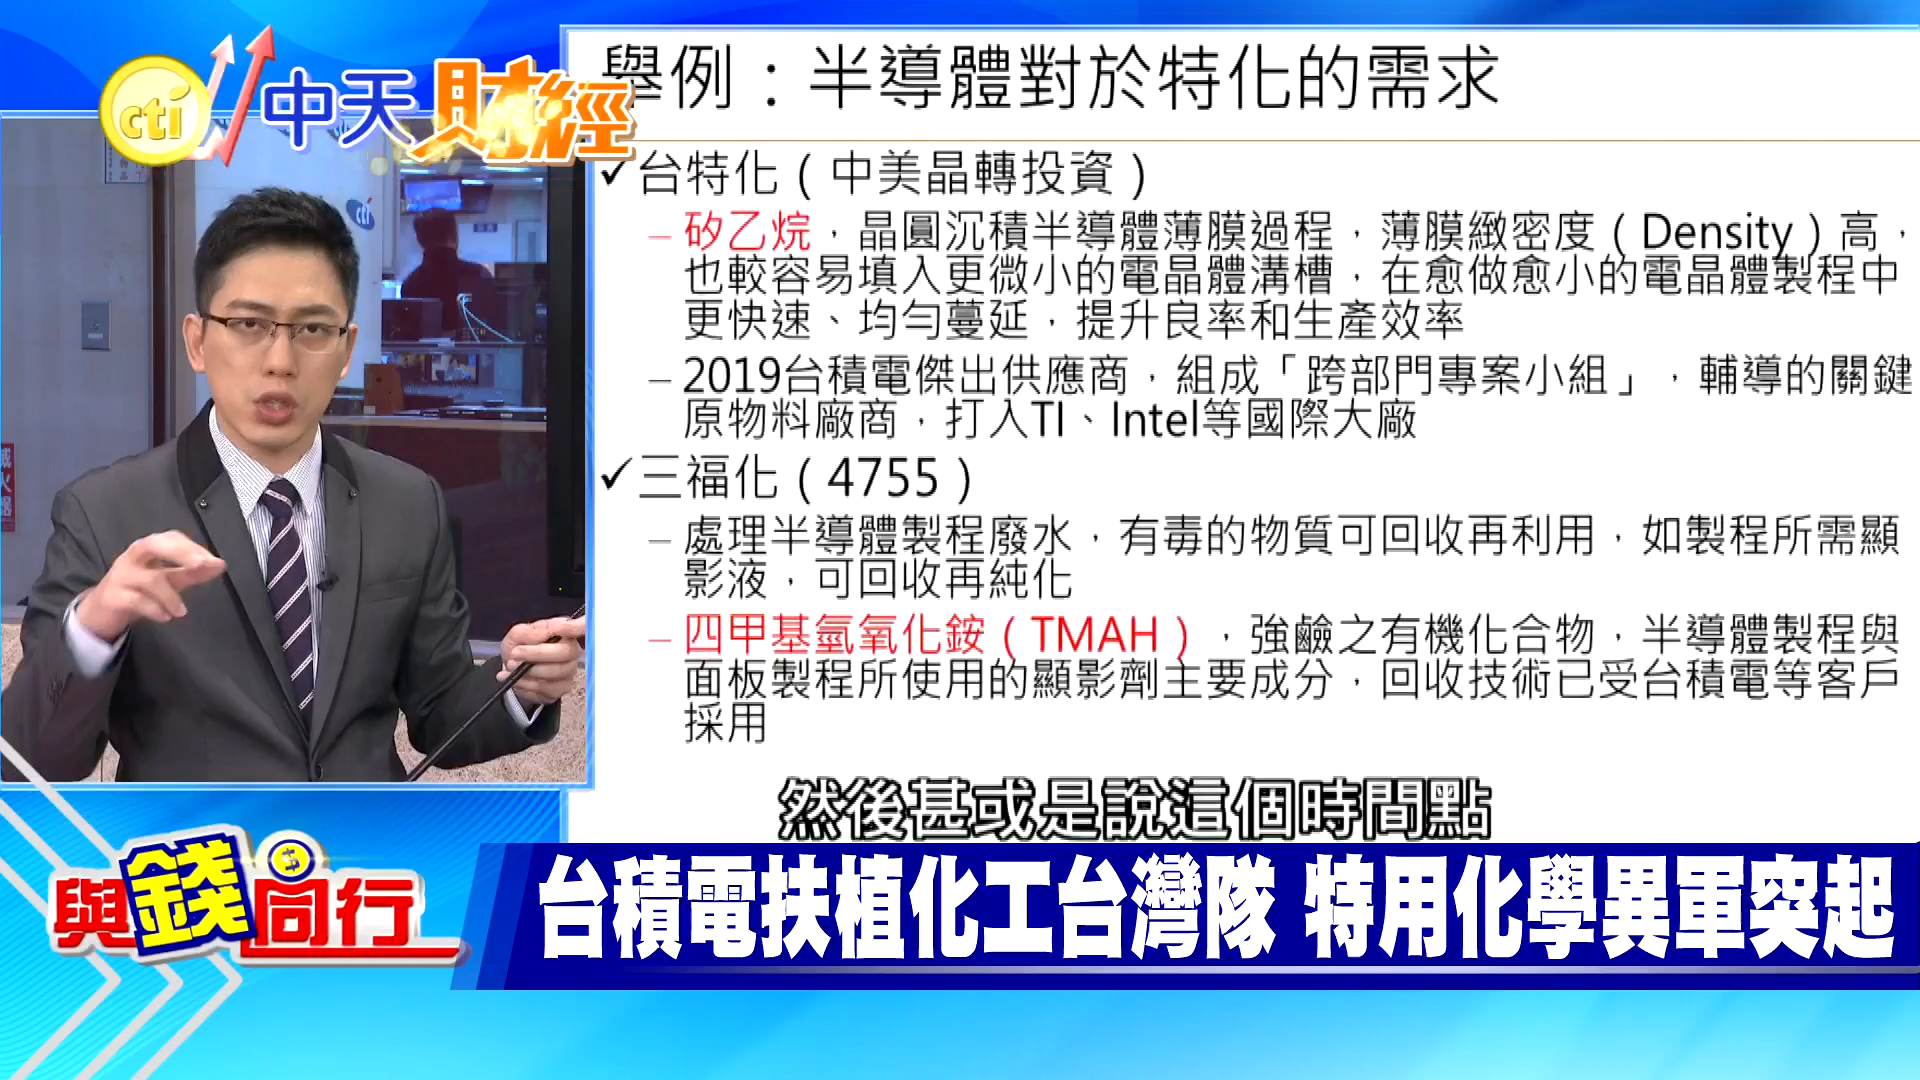 cti 中天財經
舉例：半導體對於特化的需求
✓台特化（中美晶轉投資）
– 矽乙烷，晶圓沉積半導體薄膜過程，薄膜緻密度（Density）高，
也較容易填入更微小的電晶體溝槽，在愈做愈小的電晶體製程中
更快速、均勻蔓延，提升良率和生產效率
– 2019台積電傑出供應商，組成「跨部門專案小組」，輔導的關鍵
原物料廠商，打入TI、Intel等國際大廠
✓三福化（4755）
– 處理半導體製程廢水，有毒的物質可回收再利用，如製程所需顯
影液，可回收再純化
– 四甲基氫氧化銨（TMAH），強鹼之有機化合物，半導體製程與
面板製程所使用的顯影劑主要成分，回收技術已受台積電等客戶
採用
cti
滅火器
然後甚或是說這個時間點
與錢同行
台積電扶植化工台灣隊 特用化學異軍突起